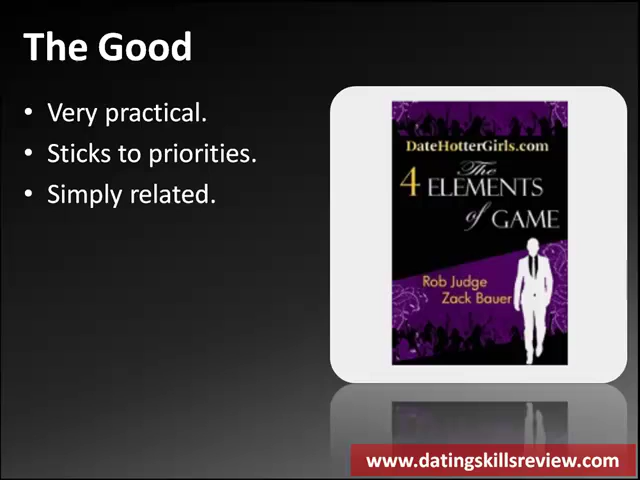 The Good
• Very practical.
• Sticks to priorities.
• Simply related.
DateHotterGirls.com
The
4 ELEMENTS
of GAME
Rob Judge
Zack Bauer
www.datingskillsreview.com